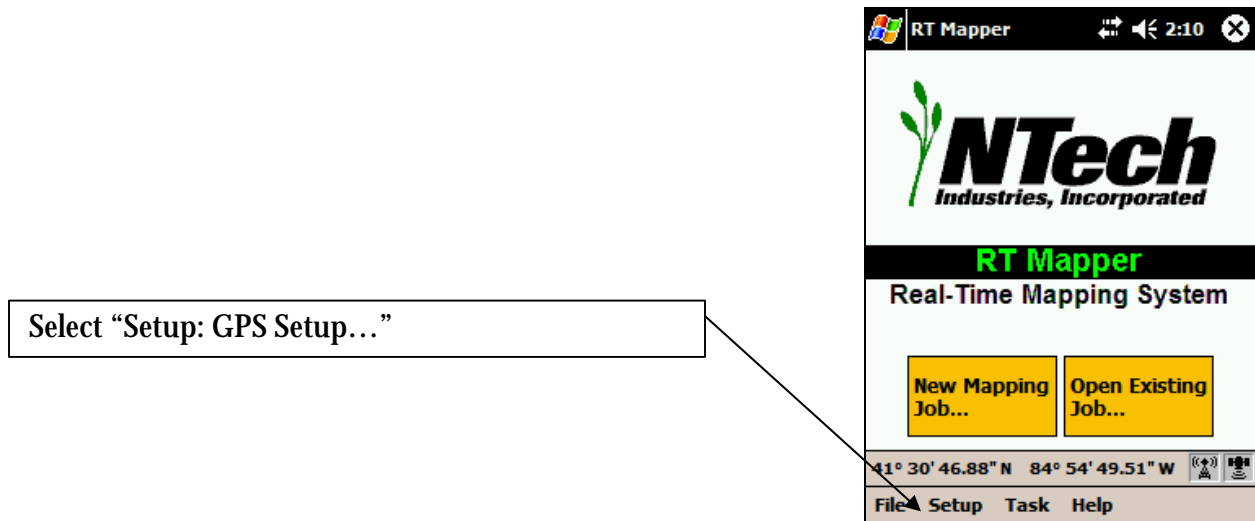 RT Mapper 2:10
NTech
Industries, Incorporated
RT Mapper
Real-Time Mapping System
Select “Setup: GPS Setup…”
New Mapping Job...
Open Existing Job...
41° 30' 46.88" N 84° 54' 49.51" W
File Setup Task Help